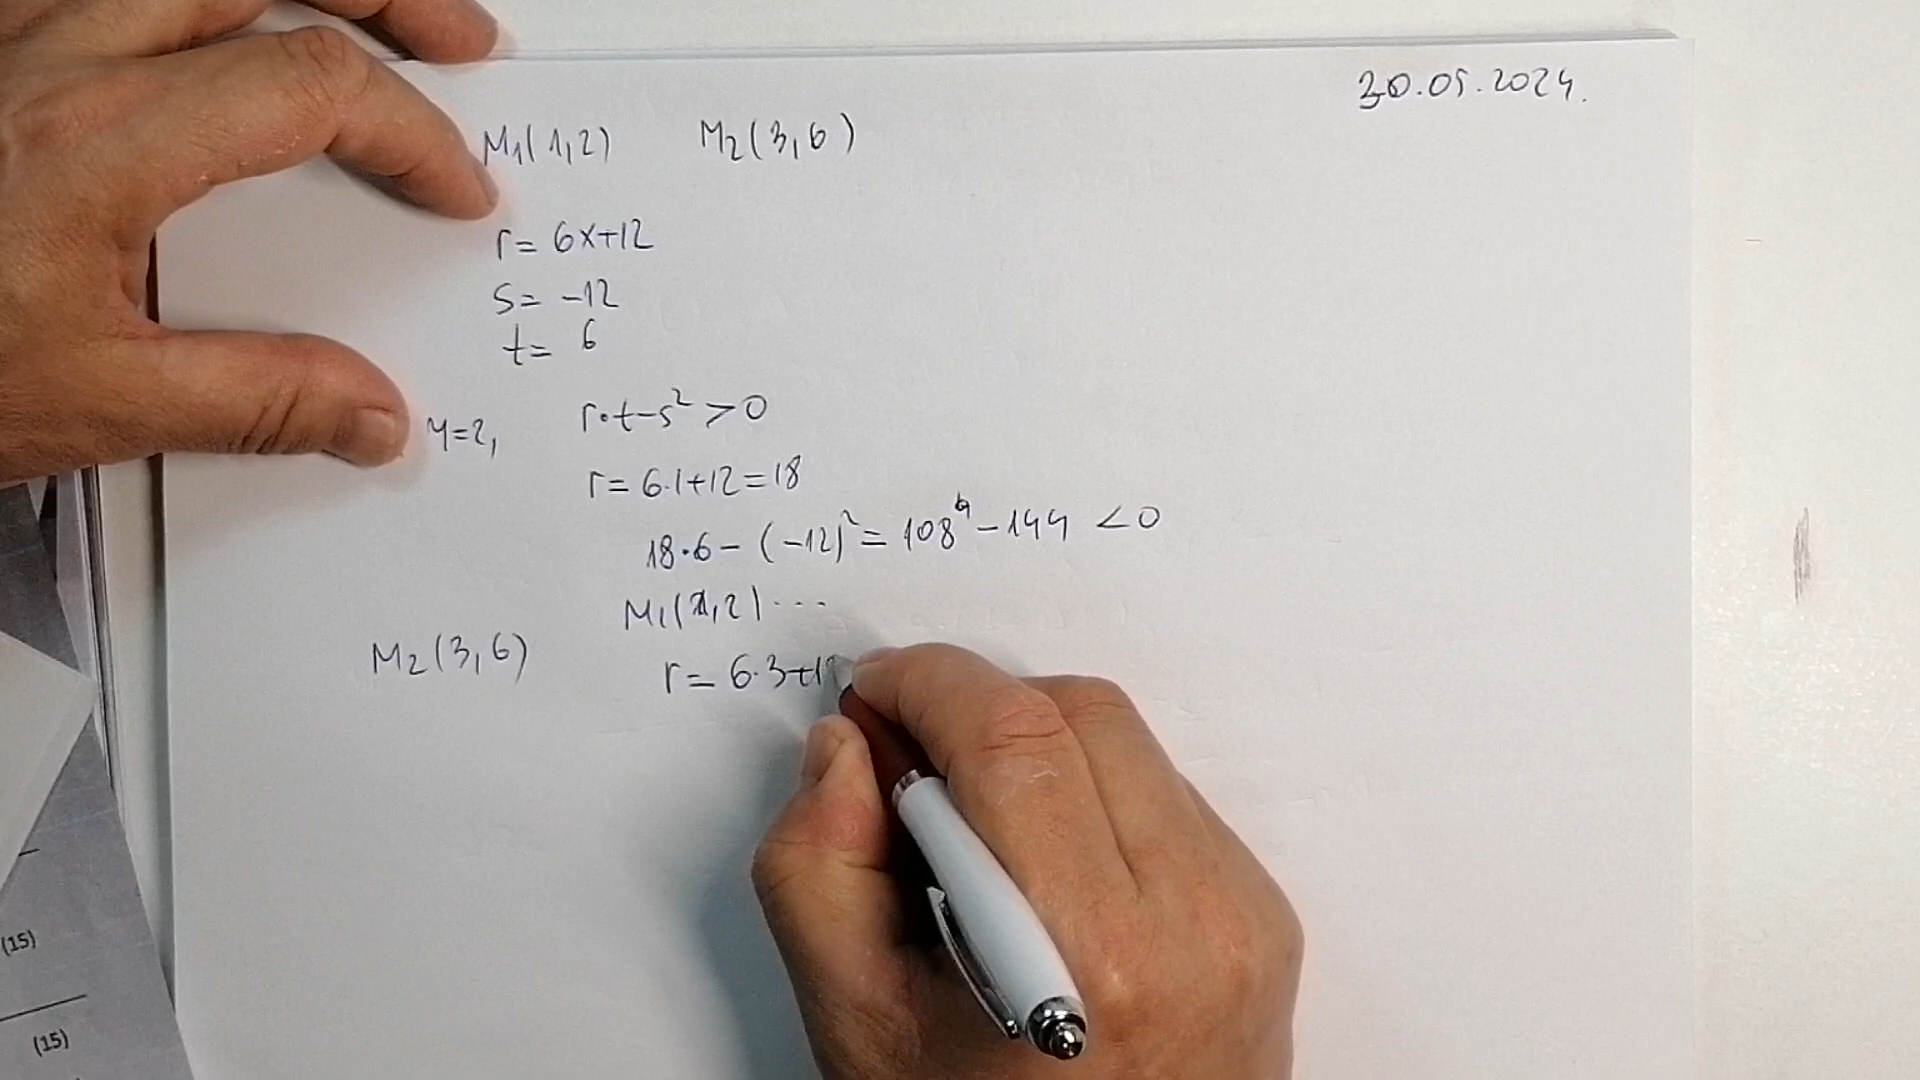 30.05.2024.
M1(1,2) M2(3,6)
r= 6x+12
s= -12
t= 6
r·t-s² >0
y=2,
r= 6·1+12=18
18·6-(-12)²= 108-144 <0
M1(1,2)...
M2(3,6)
r= 6·3+12
(15)
(15)